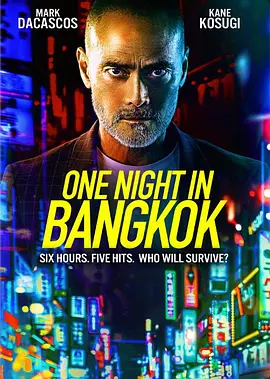 MARK DACASCOS
KANE KOSUGI
ONE NIGHT IN
BANGKOK
SIX HOURS. FIVE HITS. WHO WILL SURVIVE?